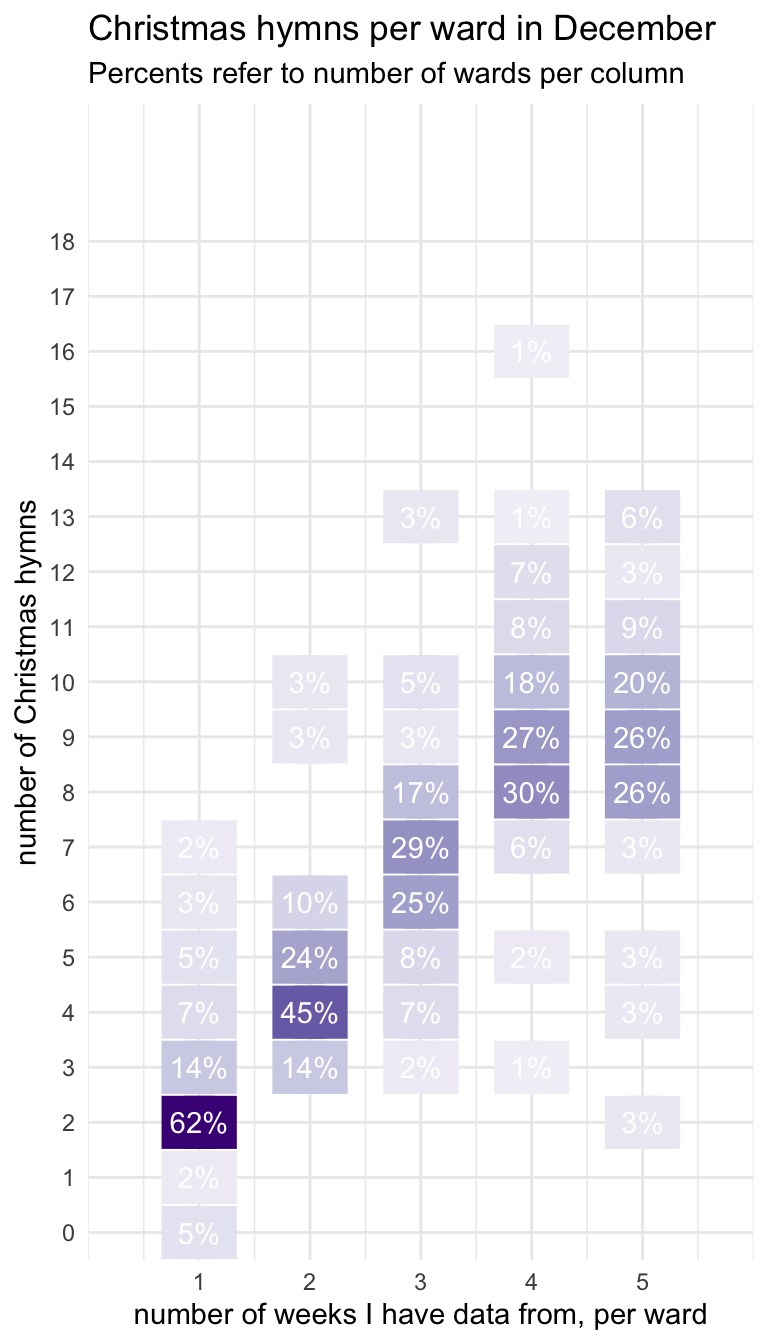 Christmas hymns per ward in December
Percents refer to number of wards per column
18
17
16 1%
15
14
13 3% 1% 6%
12 7% 3%
11 8% 9%
10 3% 5% 18% 20%
9 3% 3% 27% 26%
8 17% 30% 26%
7 2% 29% 6% 3%
6 3% 10% 25%
5 5% 24% 8% 2% 3%
4 7% 45% 7% 3%
3 14% 14% 2% 1%
2 62% 3%
1 2%
0 5%
number of Christmas hymns
1 2 3 4 5
number of weeks I have data from, per ward